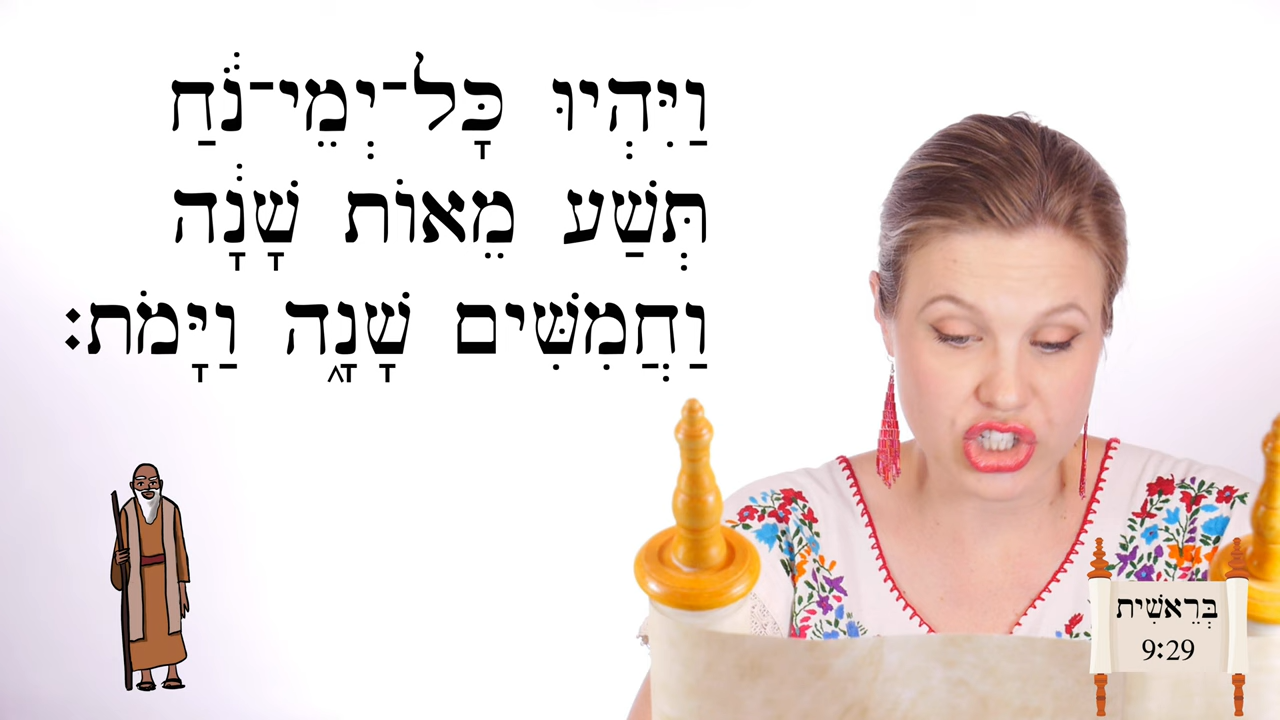 וַיִּהְיוּ כָּל־יְמֵי־נֹ֔חַ
תְּשַׁע מֵאוֹת שָׁנָ֔ה
וַחֲמִשִּׁים שָׁנָ֑ה וַיָּמֹת׃
בְּרֵאשִׁית
9:29